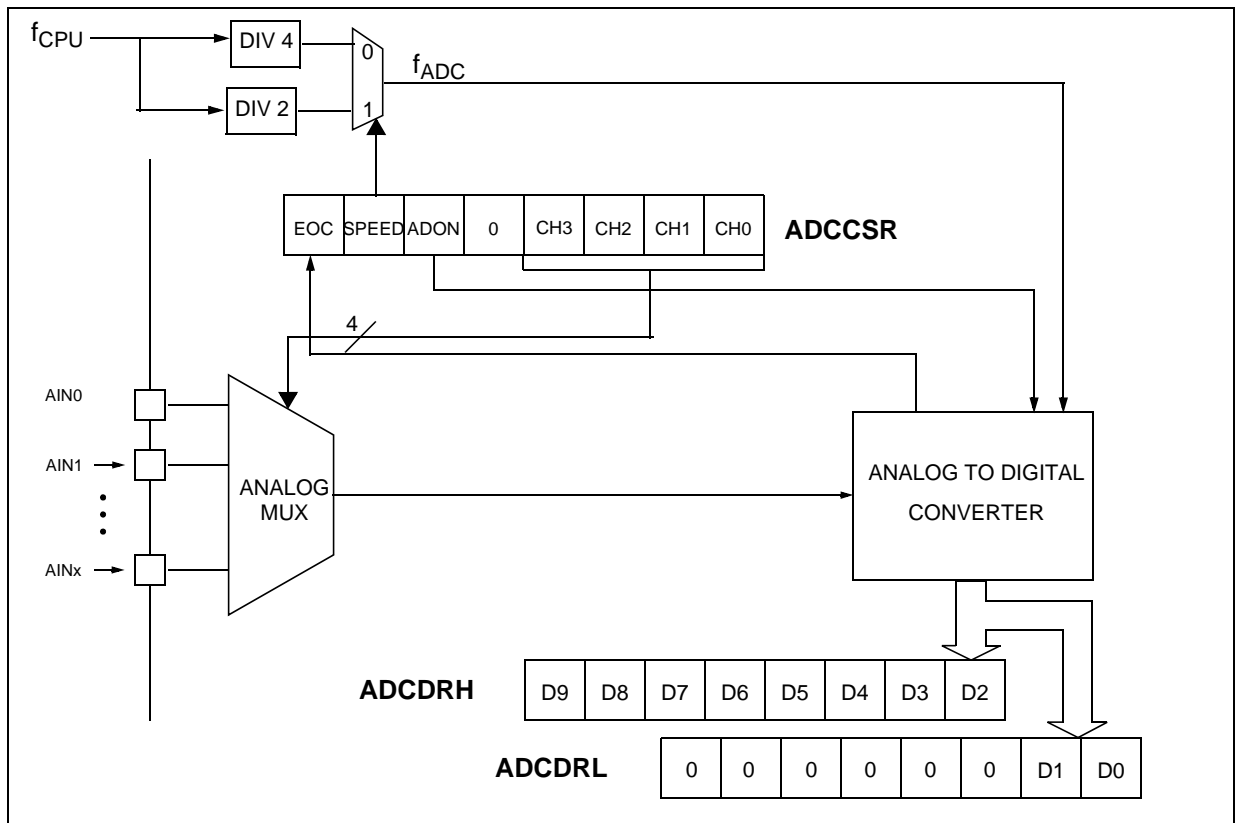 fCPU
DIV 4
0
fADC
DIV 2
1
EOC SPEED ADON 0 CH3 CH2 CH1 CH0 ADCCSR
4
AIN0
AIN1
ANALOG
MUX
AINx
ANALOG TO DIGITAL
CONVERTER
ADCDRH D9 D8 D7 D6 D5 D4 D3 D2
ADCDRL 0 0 0 0 0 0 D1 D0